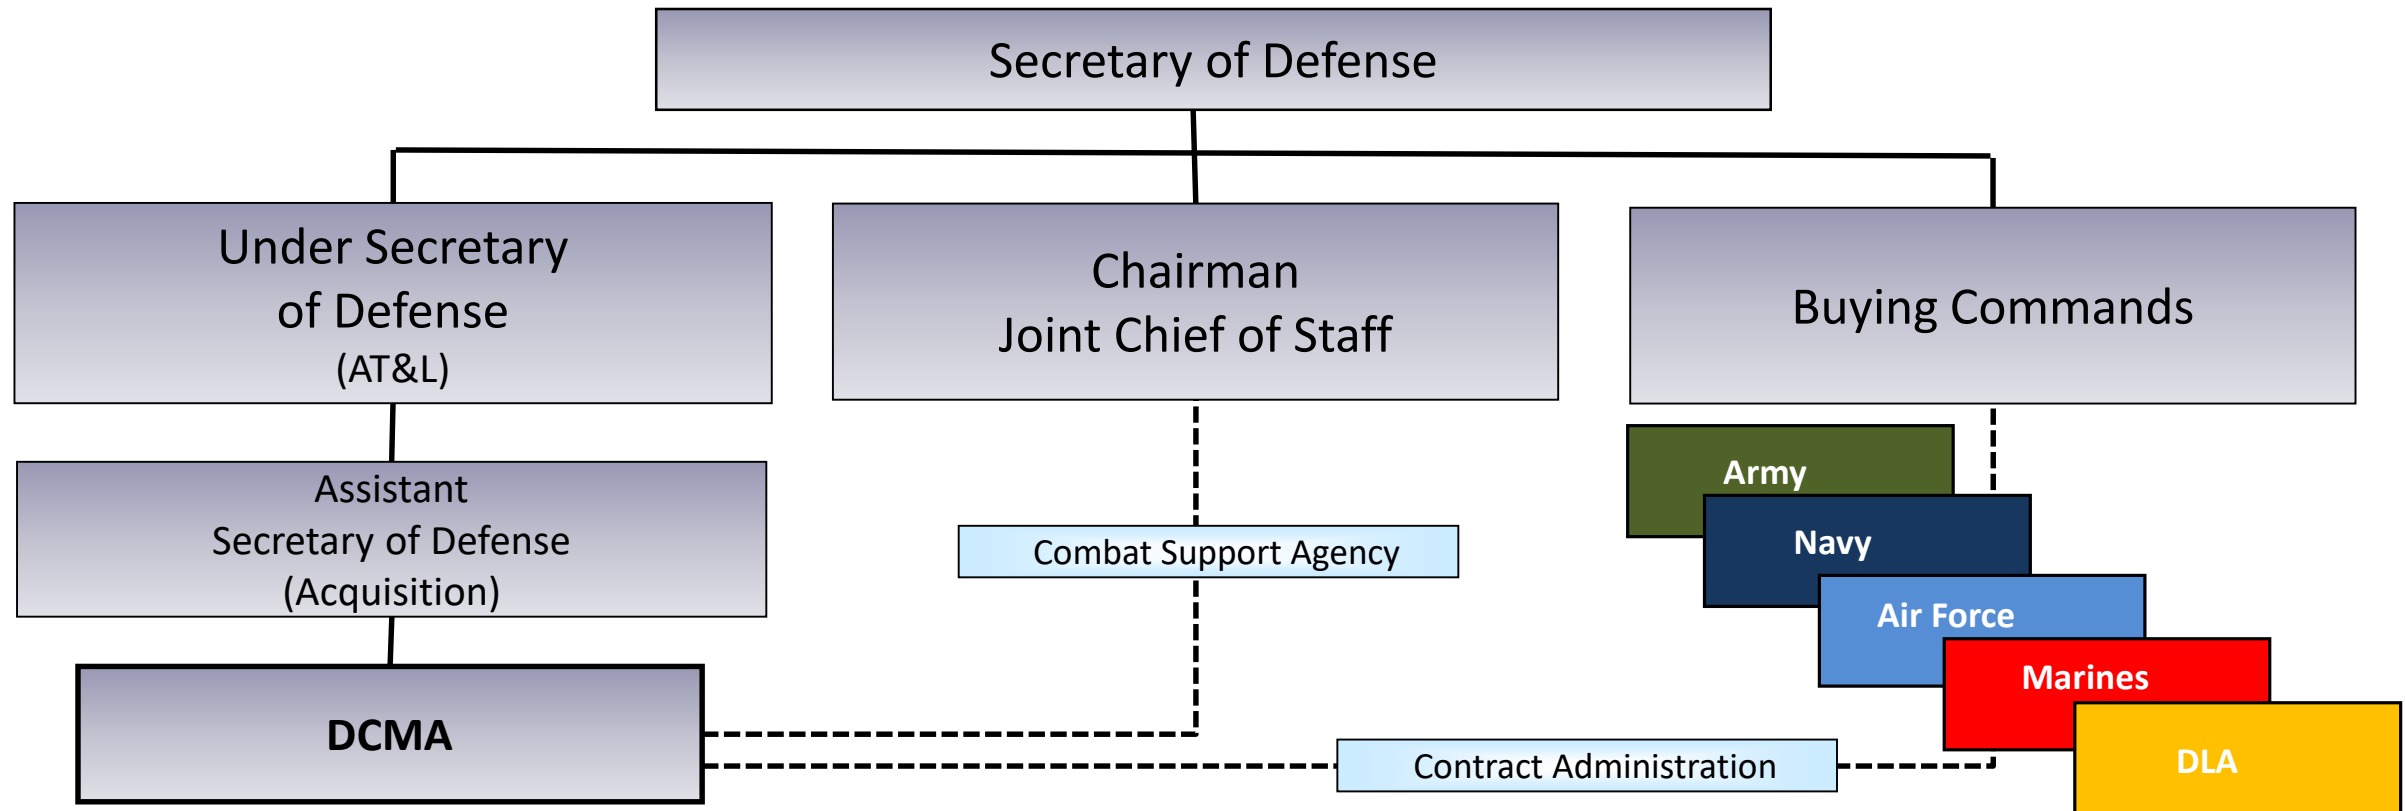 Secretary of Defense
Under Secretary
of Defense
(AT&L)
Chairman
Joint Chief of Staff
Buying Commands
Assistant
Secretary of Defense
(Acquisition)
Combat Support Agency
Army
Navy
Air Force
Marines
DLA
DCMA
Contract Administration